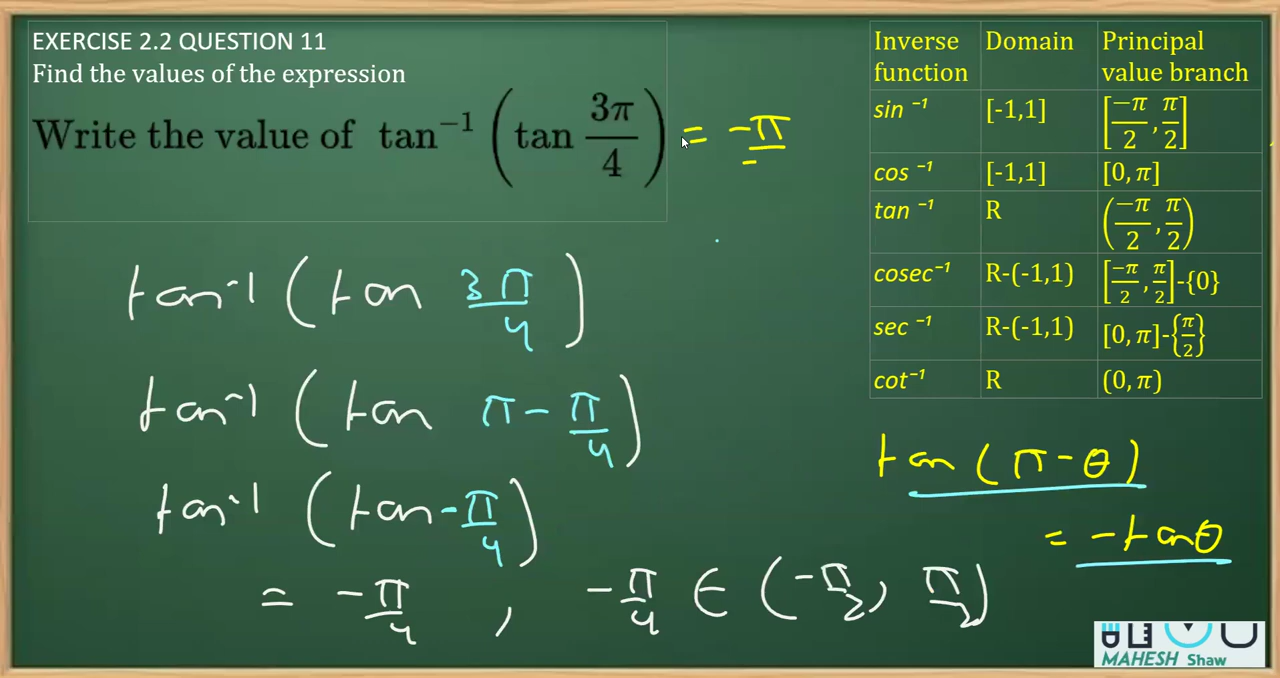 EXERCISE 2.2 QUESTION 11
Find the values of the expression
Write the value of tan⁻¹ (tan 3π/4) = -π/
tan⁻¹ (tan 3π/4)
tan⁻¹ (tan π - π/4)
tan⁻¹ (tan -π/4)
= -π/4 , -π/4 ∈ (-π/2, π/2)
Inverse function Domain Principal value branch
sin ⁻¹ [-1,1] [-π/2, π/2]
cos ⁻¹ [-1,1] [0, π]
tan ⁻¹ R (-π/2, π/2)
cosec⁻¹ R-(-1,1) [-π/2, π/2]-{0}
sec ⁻¹ R-(-1,1) [0, π]-{π/2}
cot⁻¹ R (0, π)
tan (π - θ)
= -tanθ
MAHESH Shaw